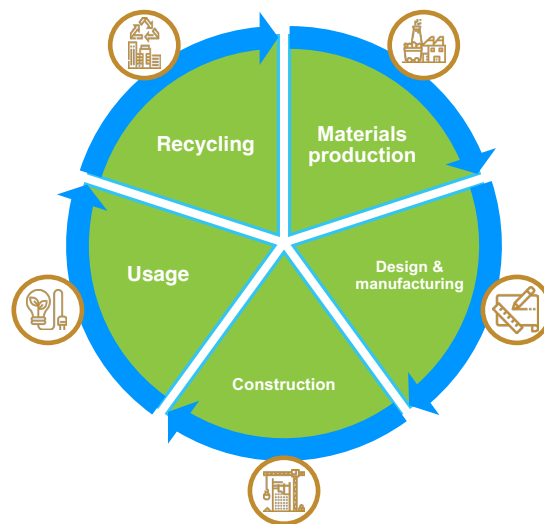 Recycling
Materials
production
Usage
Design &
manufacturing
Construction